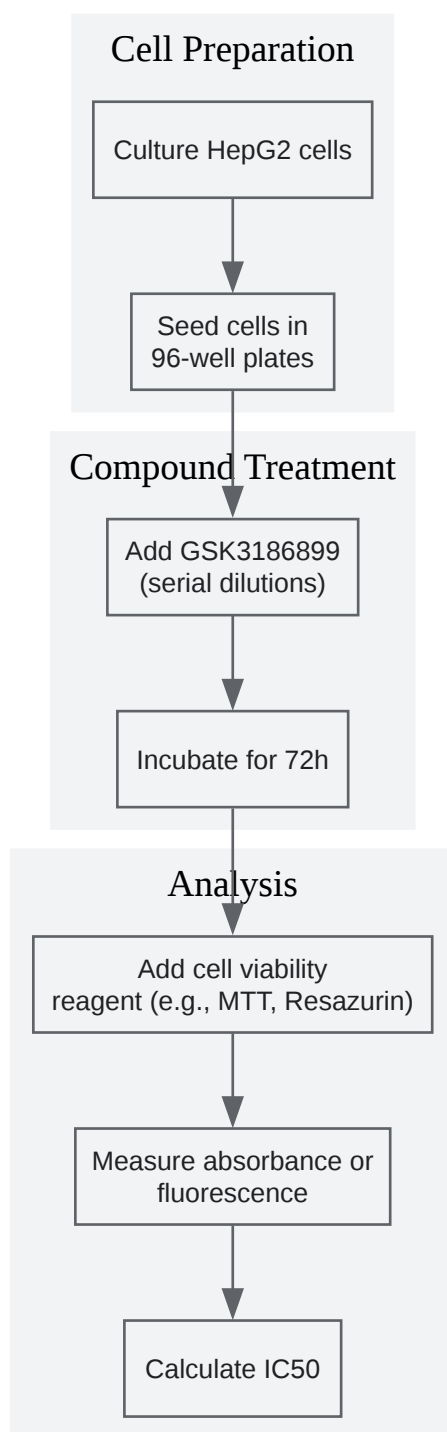 Cell Preparation
Culture HepG2 cells
Seed cells in
96-well plates
Compound Treatment
Add GSK3186899
(serial dilutions)
Incubate for 72h
Analysis
Add cell viability
reagent (e.g., MTT, Resazurin)
Measure absorbance or
fluorescence
Calculate IC50